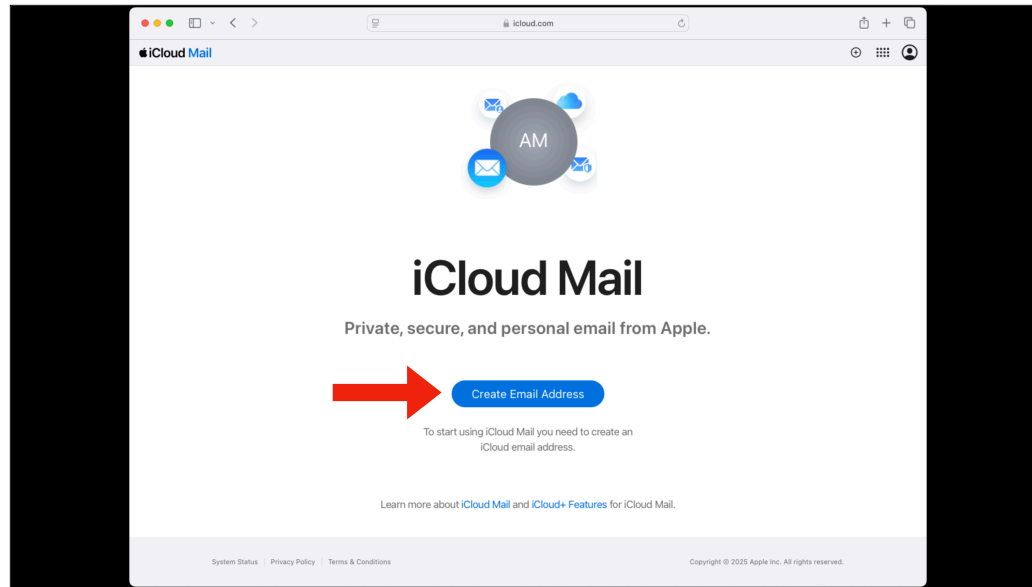 icloud.com
iCloud Mail
AM
iCloud Mail
Private, secure, and personal email from Apple.
Create Email Address
To start using iCloud Mail you need to create an
iCloud email address.
Learn more about iCloud Mail and iCloud+ Features for iCloud Mail.
System Status Privacy Policy Terms & Conditions Copyright © 2025 Apple Inc. All rights reserved.